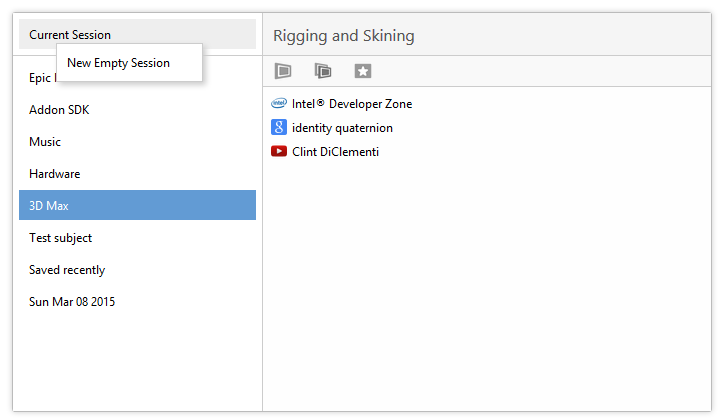 Current Session
New Empty Session
Epic
Addon SDK
Music
Hardware
3D Max
Test subject
Saved recently
Sun Mar 08 2015
Rigging and Skining
intel Intel® Developer Zone
8 identity quaternion
Clint DiClementi